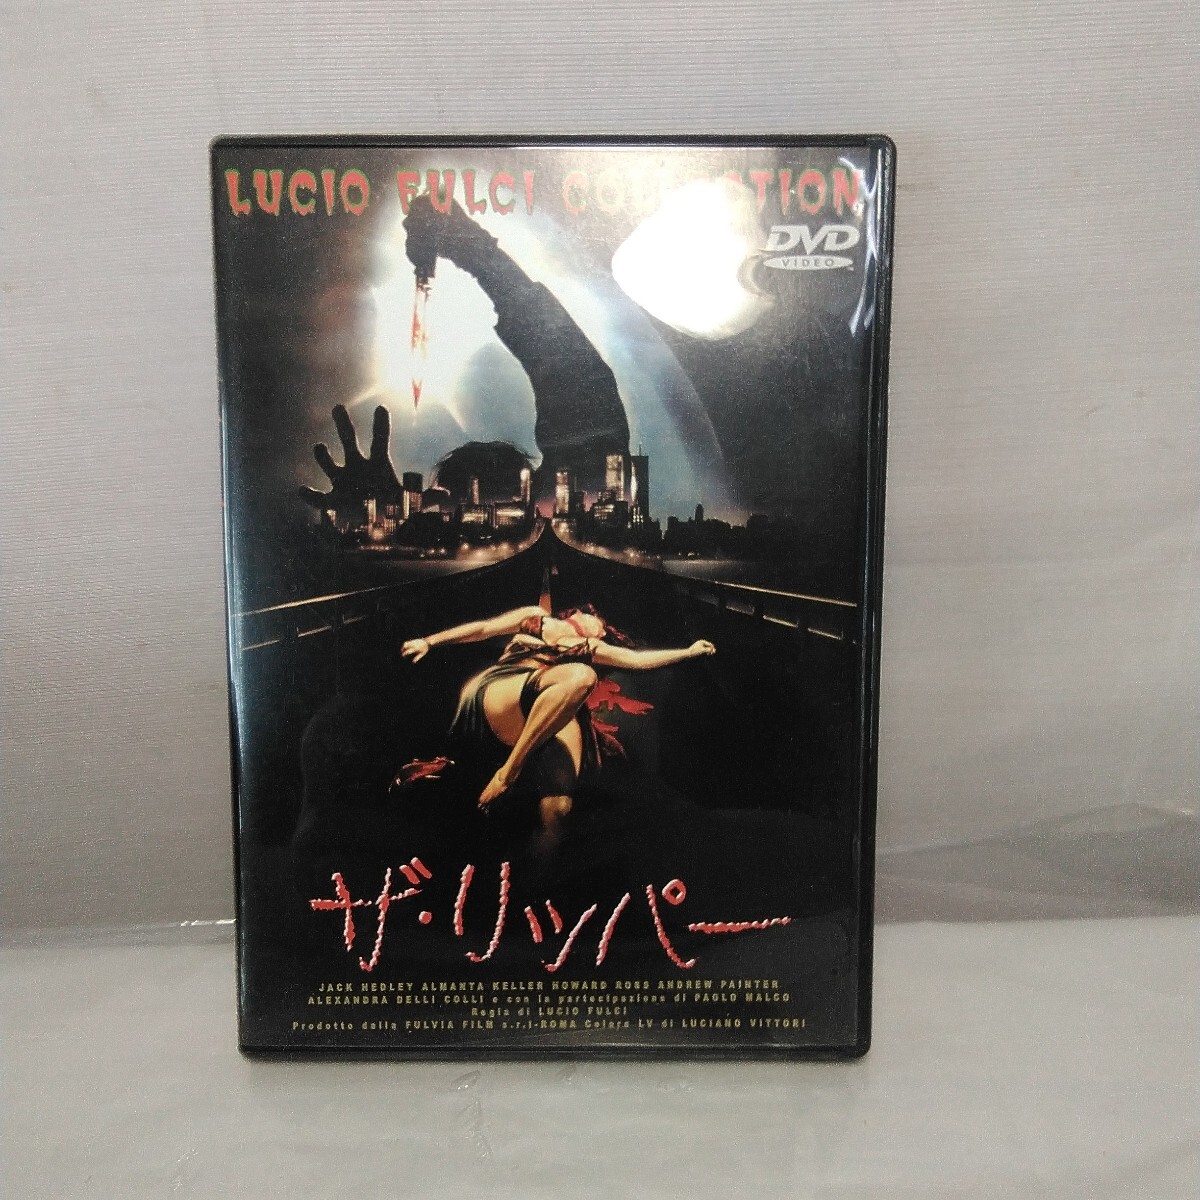 LUCIO FULCI COLLECTION
DVD
VIDEO
ザ・リッパー
JACK HEDLEY ALMANTA KELLER HOWARD ROSS ANDREW PAINTER
ALEXANDRA DELLI COLLI e con la partecipazione di PAOLO MALCO
Regia di LUCIO FULCI
Prodotto dalla FULVIA FILM s.r.l-ROMA Colore LV di LUCIANO VITTORI